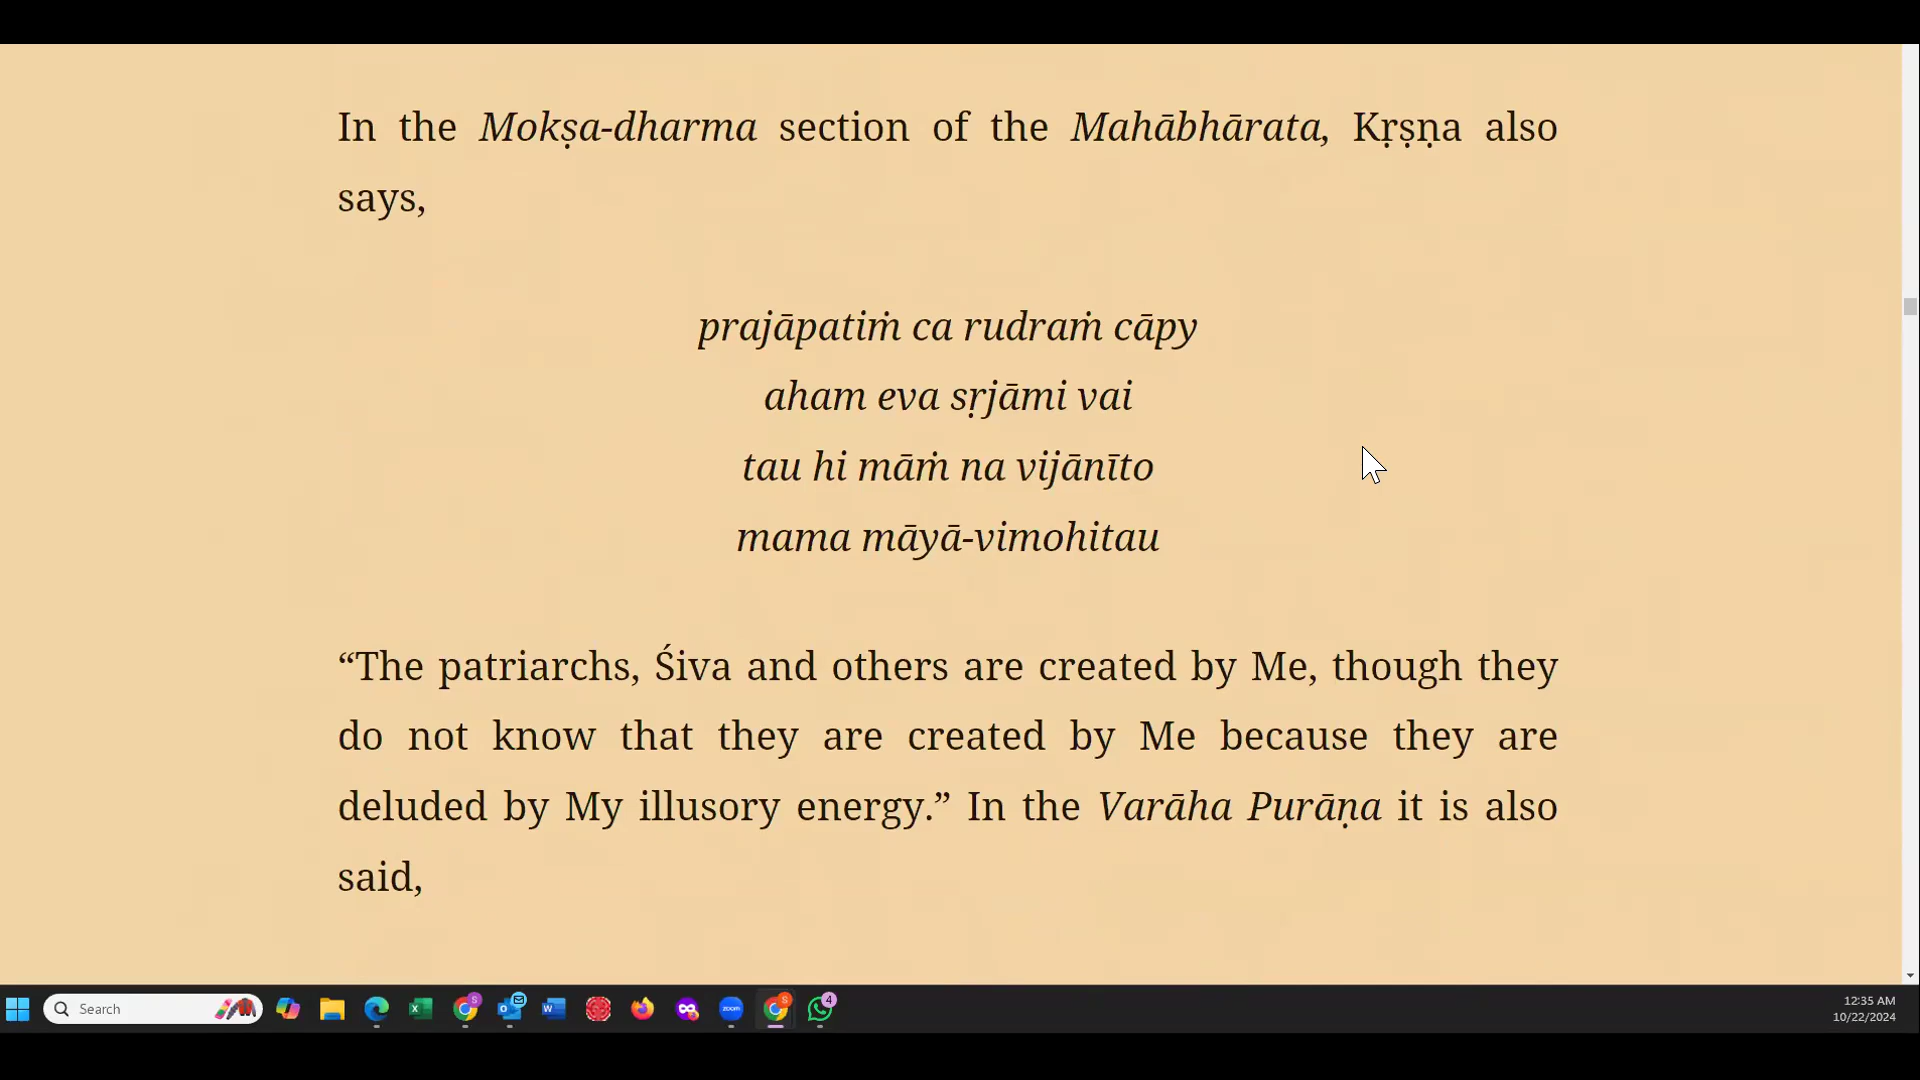 In the Mokṣa-dharma section of the Mahābhārata, Kṛṣṇa also
says,
prajāpatiṁ ca rudraṁ cāpy
aham eva sṛjāmi vai
tau hi māṁ na vijānīto
mama māyā-vimohitau
“The patriarchs, Śiva and others are created by Me, though they
do not know that they are created by Me because they are
deluded by My illusory energy.” In the Varāha Purāṇa it is also
said,
Search
zoom
4
12:35 AM
10/22/2024